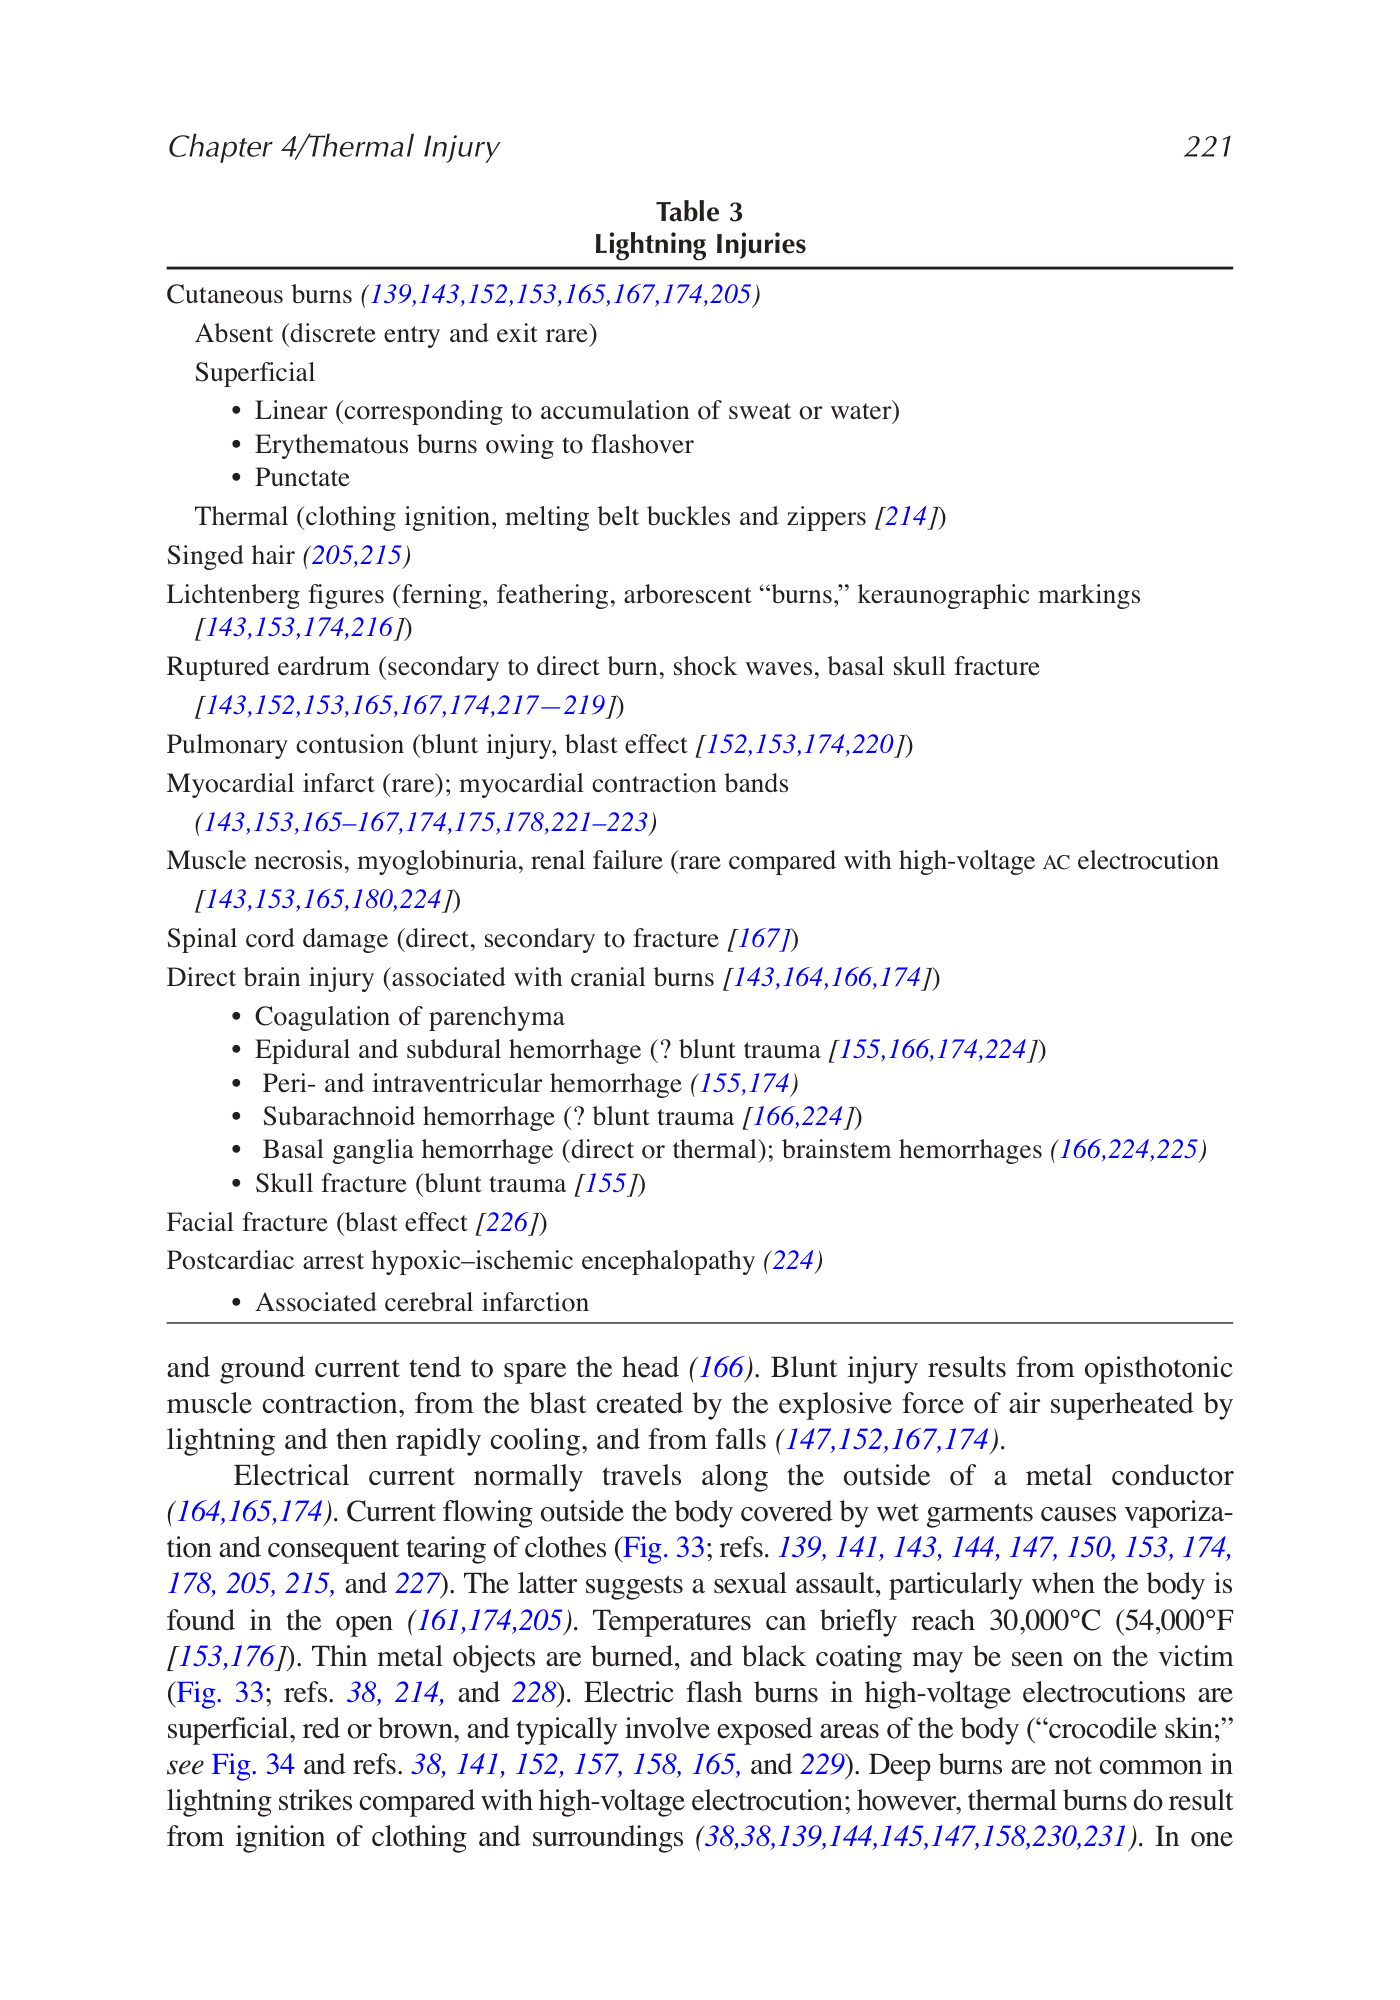 Chapter 4/Thermal Injury 221
Table 3
Lightning Injuries
Cutaneous burns (139,143,152,153,165,167,174,205)
Absent (discrete entry and exit rare)
Superficial
• Linear (corresponding to accumulation of sweat or water)
• Erythematous burns owing to flashover
• Punctate
Thermal (clothing ignition, melting belt buckles and zippers [214])
Singed hair (205,215)
Lichtenberg figures (ferning, feathering, arborescent “burns,” keraunographic markings
[143,153,174,216])
Ruptured eardrum (secondary to direct burn, shock waves, basal skull fracture
[143,152,153,165,167,174,217—219])
Pulmonary contusion (blunt injury, blast effect [152,153,174,220])
Myocardial infarct (rare); myocardial contraction bands
(143,153,165–167,174,175,178,221–223)
Muscle necrosis, myoglobinuria, renal failure (rare compared with high-voltage AC electrocution
[143,153,165,180,224])
Spinal cord damage (direct, secondary to fracture [167])
Direct brain injury (associated with cranial burns [143,164,166,174])
• Coagulation of parenchyma
• Epidural and subdural hemorrhage (? blunt trauma [155,166,174,224])
• Peri- and intraventricular hemorrhage (155,174)
• Subarachnoid hemorrhage (? blunt trauma [166,224])
• Basal ganglia hemorrhage (direct or thermal); brainstem hemorrhages (166,224,225)
• Skull fracture (blunt trauma [155])
Facial fracture (blast effect [226])
Postcardiac arrest hypoxic–ischemic encephalopathy (224)
• Associated cerebral infarction
and ground current tend to spare the head (166). Blunt injury results from opisthotonic
muscle contraction, from the blast created by the explosive force of air superheated by
lightning and then rapidly cooling, and from falls (147,152,167,174).
Electrical current normally travels along the outside of a metal conductor
(164,165,174). Current flowing outside the body covered by wet garments causes vaporiza-
tion and consequent tearing of clothes (Fig. 33; refs. 139, 141, 143, 144, 147, 150, 153, 174,
178, 205, 215, and 227). The latter suggests a sexual assault, particularly when the body is
found in the open (161,174,205). Temperatures can briefly reach 30,000°C (54,000°F
[153,176]). Thin metal objects are burned, and black coating may be seen on the victim
(Fig. 33; refs. 38, 214, and 228). Electric flash burns in high-voltage electrocutions are
superficial, red or brown, and typically involve exposed areas of the body (“crocodile skin;”
see Fig. 34 and refs. 38, 141, 152, 157, 158, 165, and 229). Deep burns are not common in
lightning strikes compared with high-voltage electrocution; however, thermal burns do result
from ignition of clothing and surroundings (38,38,139,144,145,147,158,230,231). In one